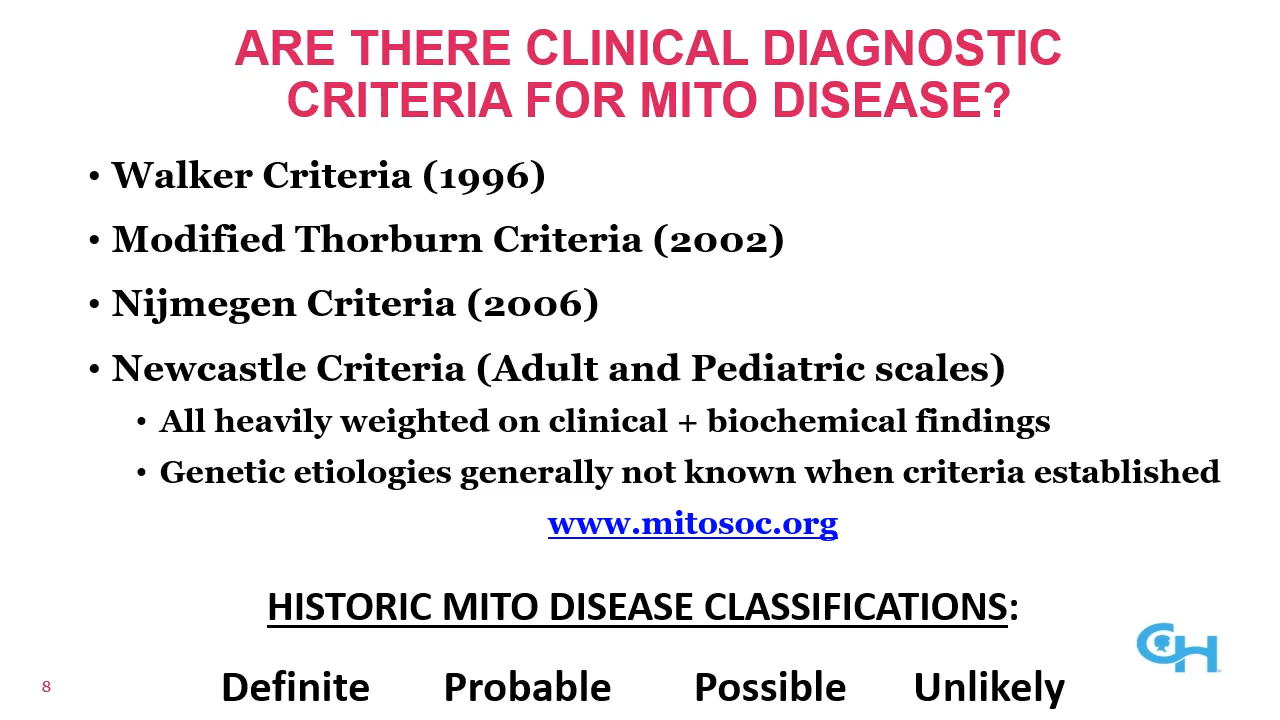 ARE THERE CLINICAL DIAGNOSTIC
CRITERIA FOR MITO DISEASE?
• Walker Criteria (1996)
• Modified Thorburn Criteria (2002)
• Nijmegen Criteria (2006)
• Newcastle Criteria (Adult and Pediatric scales)
• All heavily weighted on clinical + biochemical findings
• Genetic etiologies generally not known when criteria established
www.mitosoc.org
HISTORIC MITO DISEASE CLASSIFICATIONS:
CH
8
Definite Probable Possible Unlikely